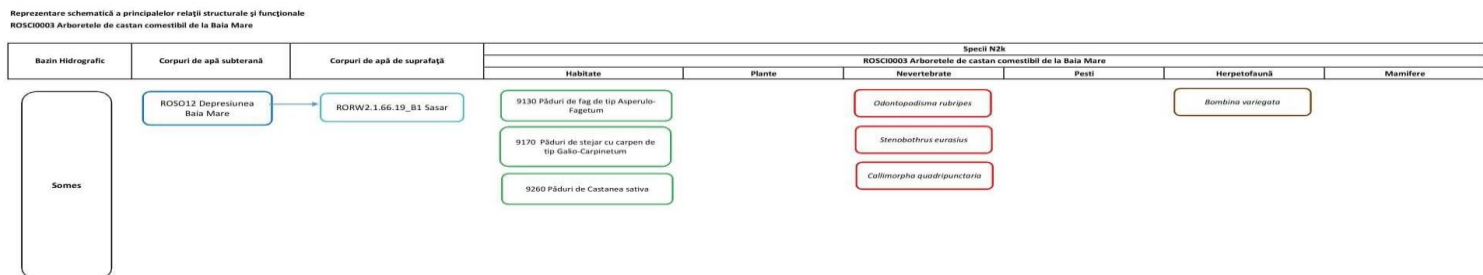 Reprezentare schematică a principalelor relații structurale și funcționale
ROSCI0003 Arboretele de castan comestibil de la Baia Mare
Specii N2k
Bazin Hidrografic
Corpuri de apă subterană
Corpuri de apă de suprafață
ROSCI0003 Arboretele de castan comestibil de la Baia Mare
Habitate
Plante
Nevertebrate
Pesti
Herpetofaună
Mamifere
Somes
ROSO12 Depresiunea
Baia Mare
RORW2.1.66.19_B1 Sasar
9130 Păduri de fag de tip Asperulo-
Fagetum
9170 Păduri de stejar cu carpen de
tip Galio-Carpinetum
9260 Păduri de Castanea sativa
Odontopodisma rubripes
Stenobothrus eurasius
Callimorpha quadripunctaria
Bombina variegata